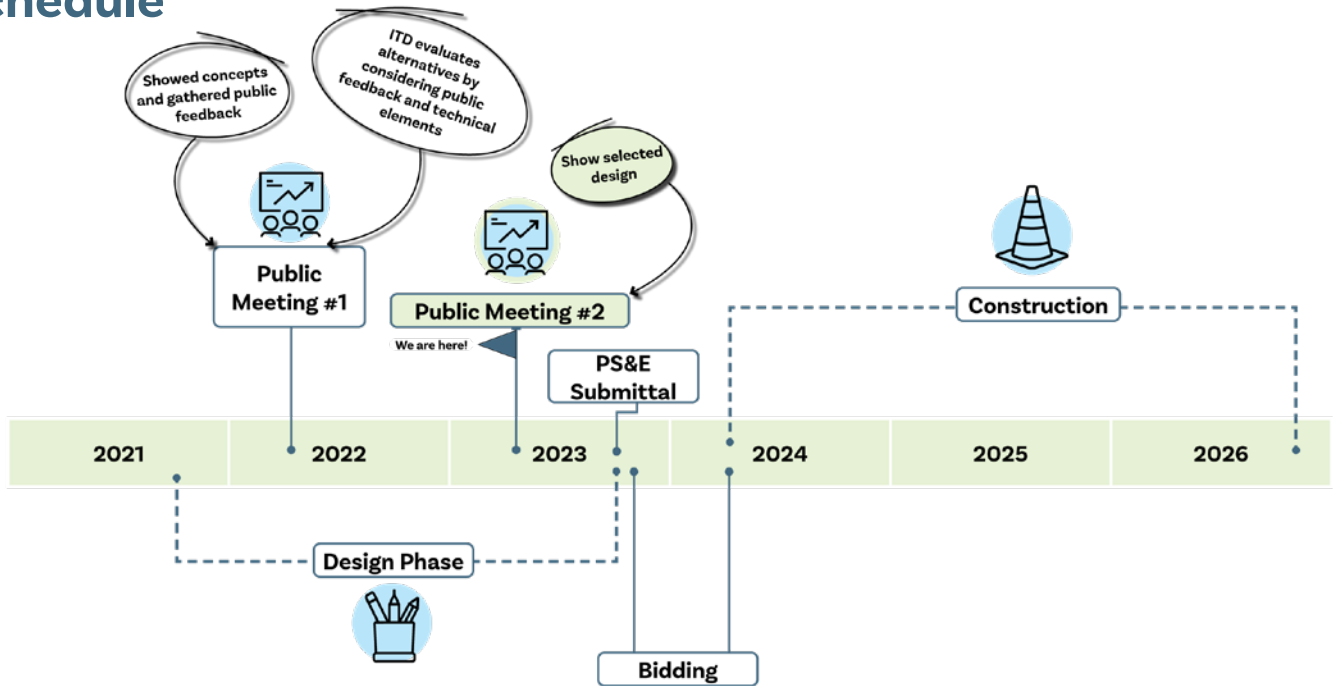 Showed concepts
and gathered public
feedback
ITD evaluates
alternatives by
considering public
feedback and technical
elements
Show selected
design
Public
Meeting #1
Public Meeting #2
We are here!
PS&E
Submittal
Construction
2021
2022
2023
2024
2025
2026
Design Phase
Bidding